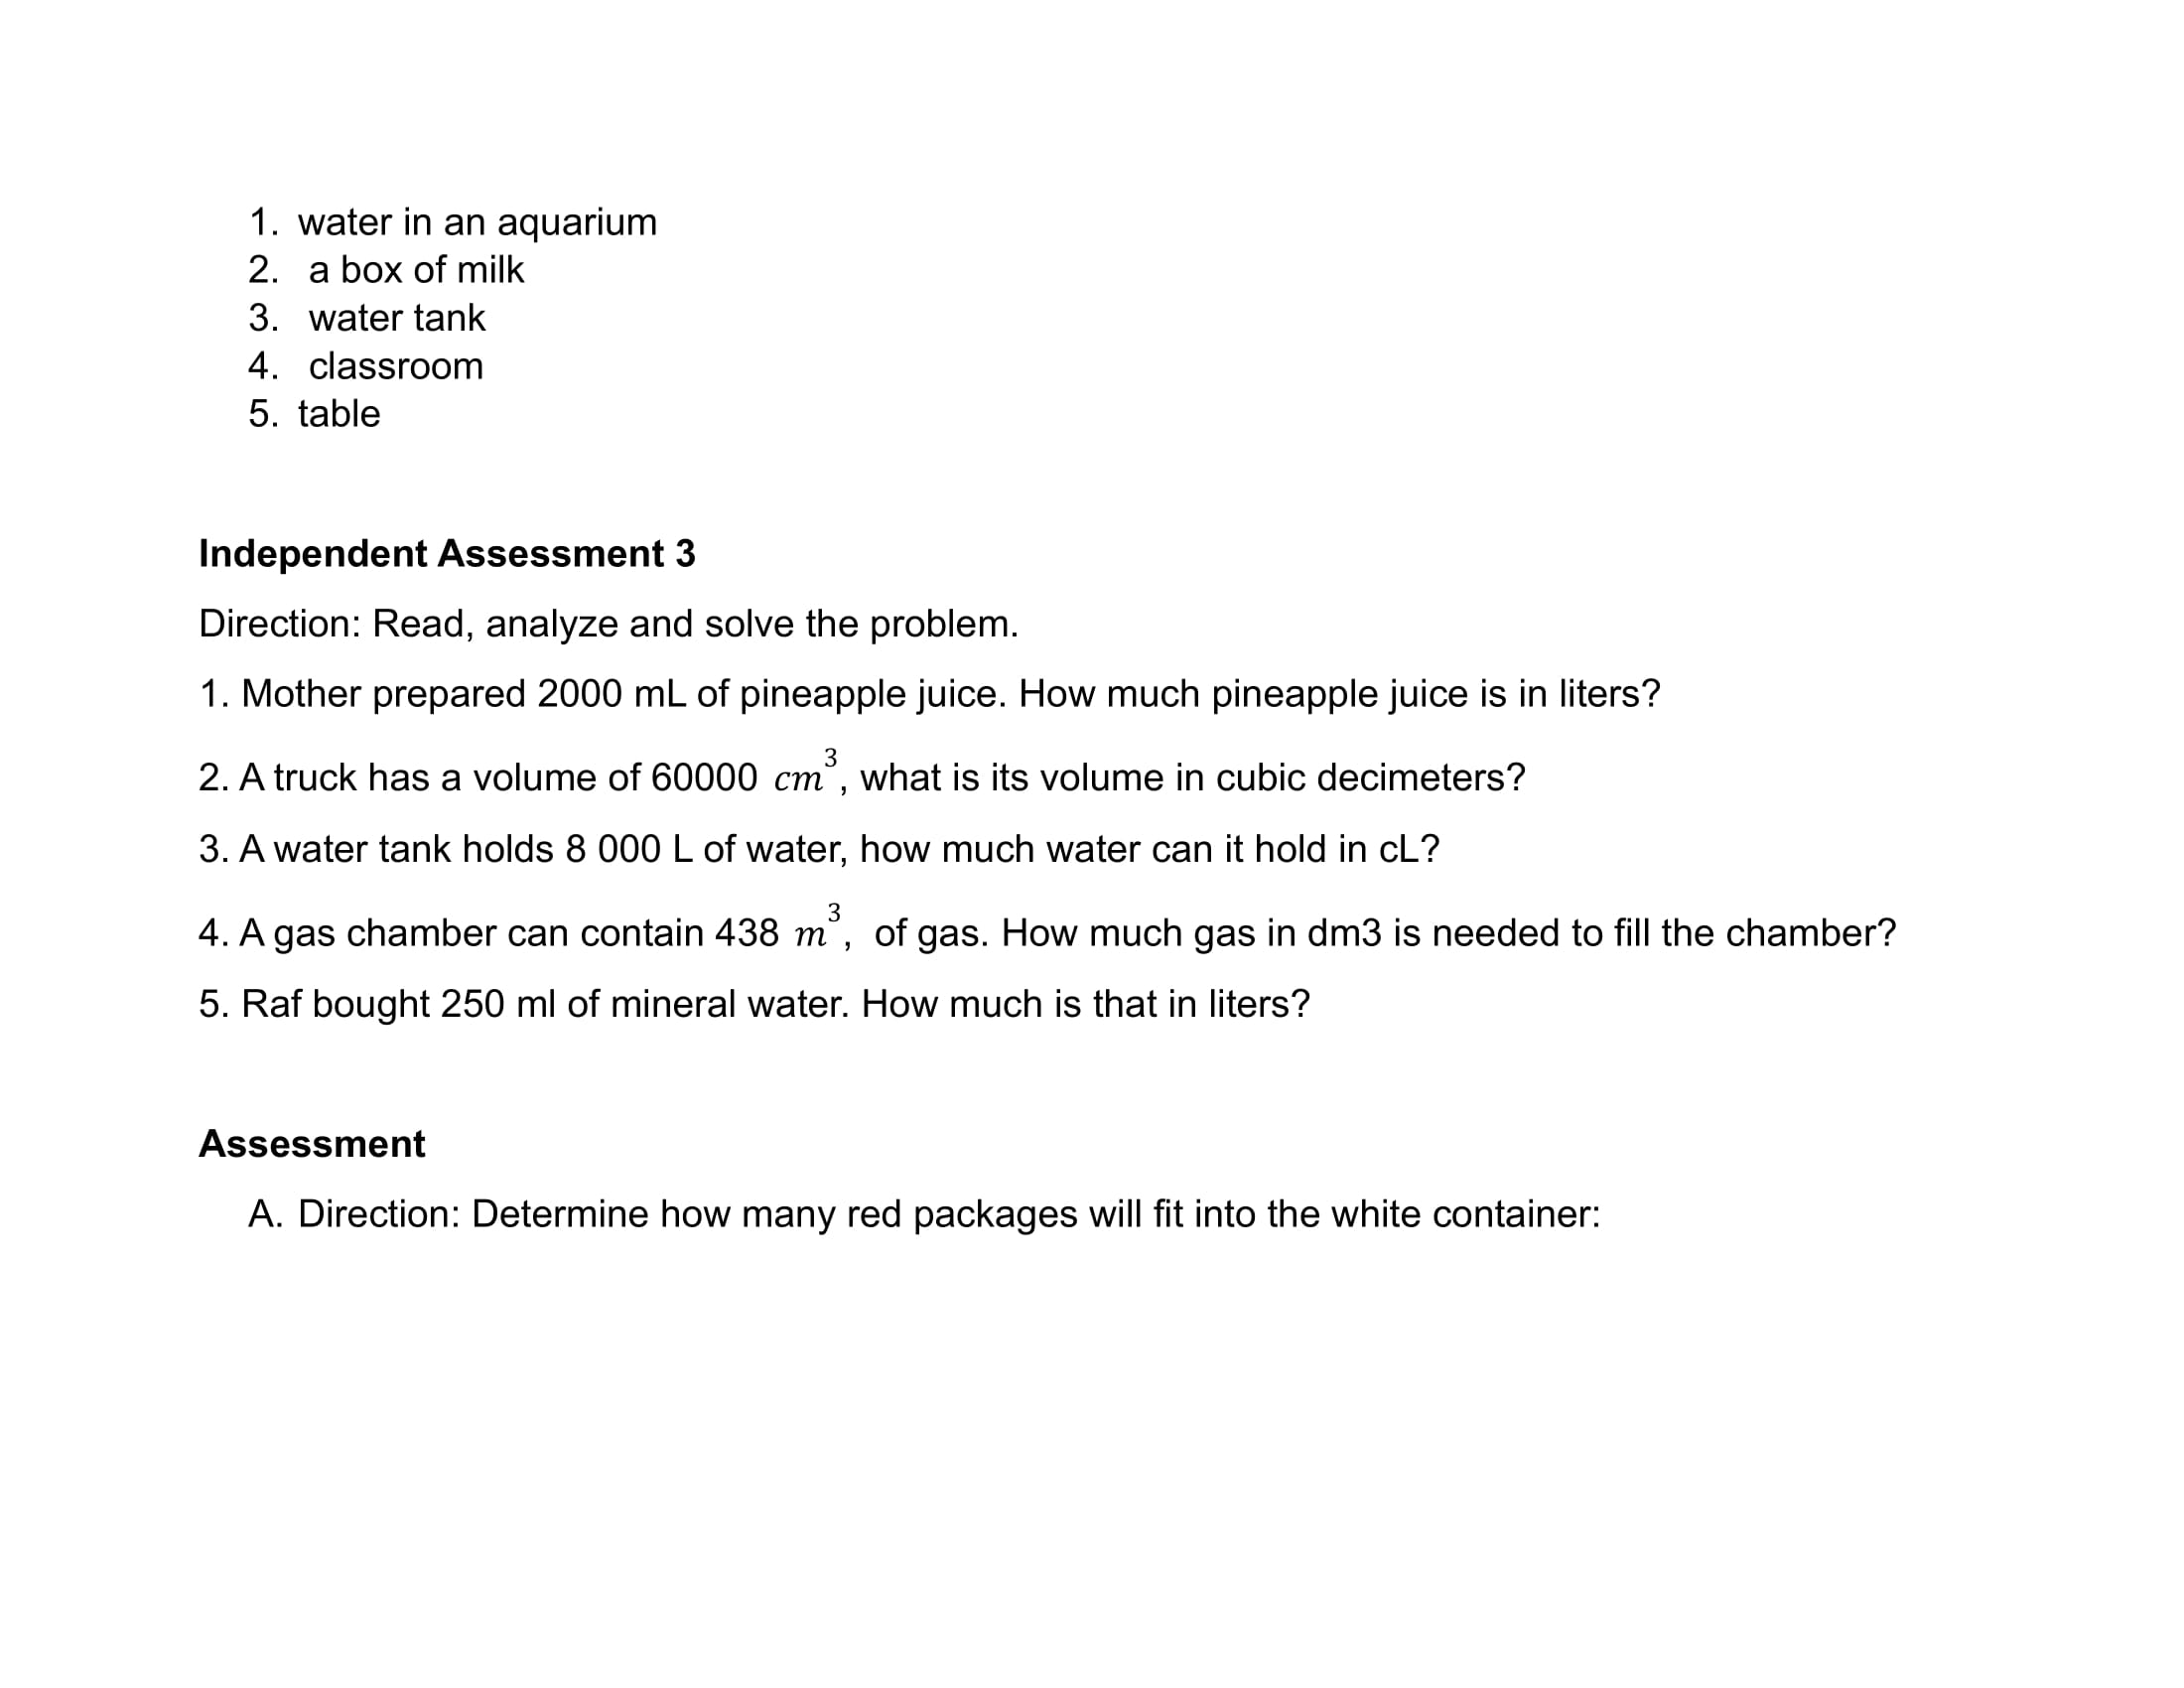 1. water in an aquarium
2. a box of milk
3. water tank
4. classroom
5. table
Independent Assessment 3
Direction: Read, analyze and solve the problem.
1. Mother prepared 2000 mL of pineapple juice. How much pineapple juice is in liters?
2. A truck has a volume of 60000 cm³, what is its volume in cubic decimeters?
3. A water tank holds 8 000 L of water, how much water can it hold in cL?
4. A gas chamber can contain 438 m³, of gas. How much gas in dm3 is needed to fill the chamber?
5. Raf bought 250 ml of mineral water. How much is that in liters?
Assessment
A. Direction: Determine how many red packages will fit into the white container: